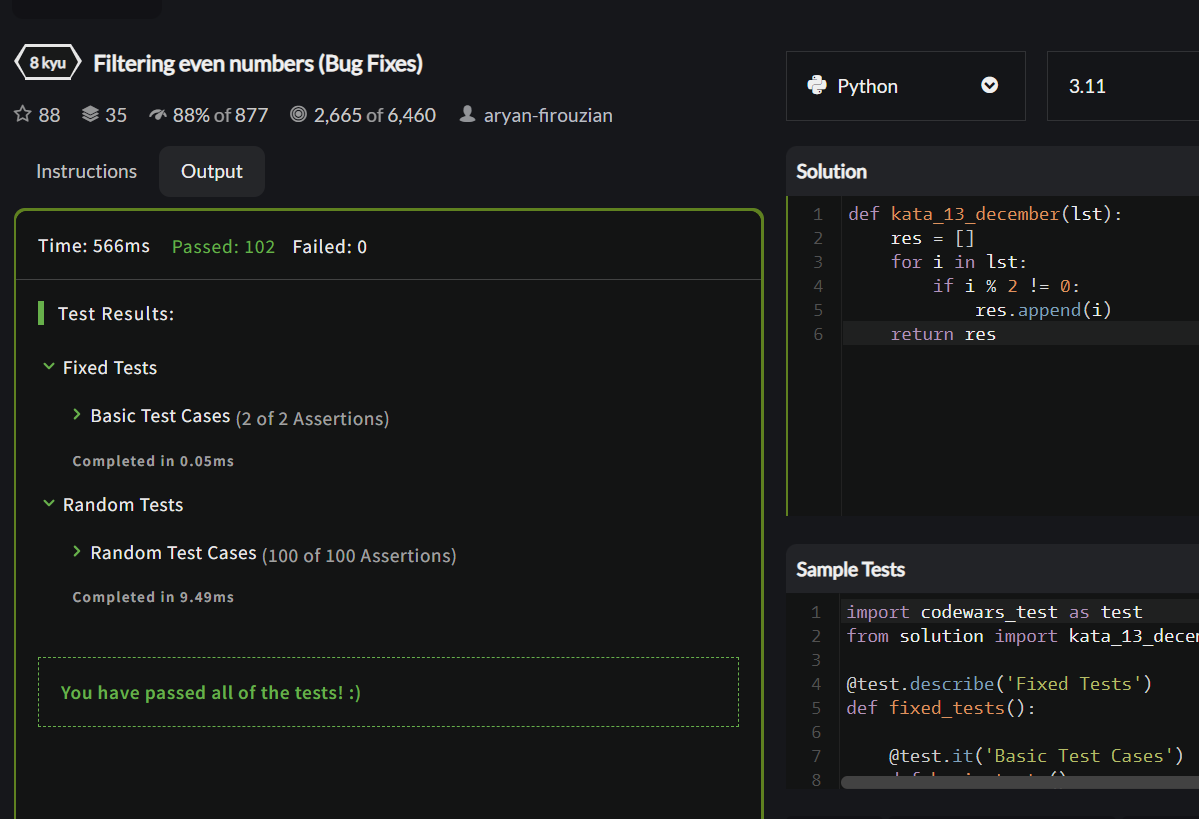 8 kyu Filtering even numbers (Bug Fixes)
88 35 88% of 877 2,665 of 6,460 aryan-firouzian
Instructions Output
Time: 566ms Passed: 102 Failed: 0
Test Results:
Fixed Tests
Basic Test Cases (2 of 2 Assertions)
Completed in 0.05ms
Random Tests
Random Test Cases (100 of 100 Assertions)
Completed in 9.49ms
You have passed all of the tests! :)
Python 3.11
Solution
1 def kata_13_december(lst):
2     res = []
3     for i in lst:
4         if i % 2 != 0:
5             res.append(i)
6     return res
Sample Tests
1 import codewars_test as test
2 from solution import
3
4 @test.describe('Fixed Tests')
5 def fixed_tests():
6
7     @test.it('Basic Test Cases')
8